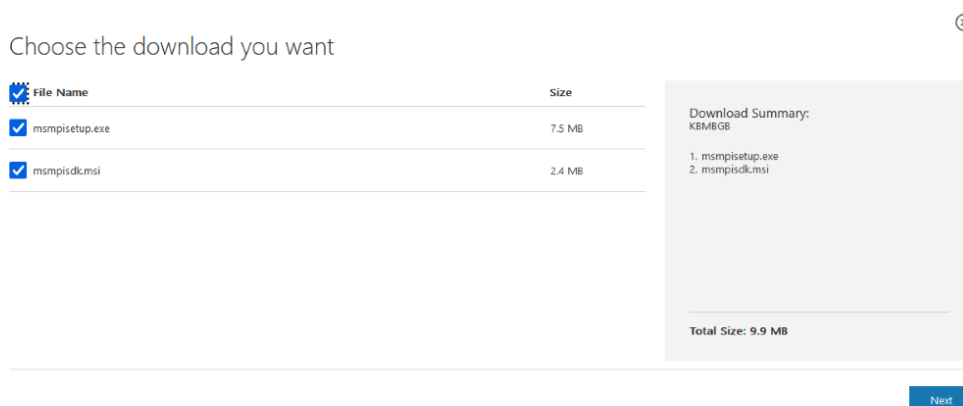 Choose the download you want
File Name Size
msmpisetup.exe 7.5 MB
msmpisdk.msi 2.4 MB
Download Summary:
KBMBGB
1. msmpisetup.exe
2. msmpisdk.msi
Total Size: 9.9 MB
Next